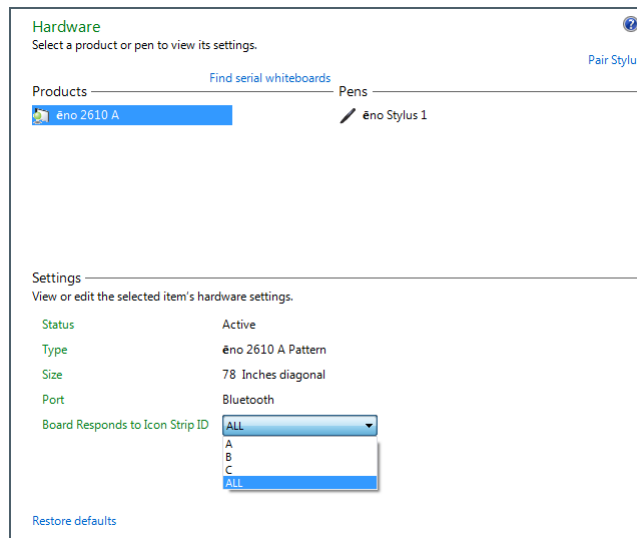 Hardware
Select a product or pen to view its settings.
Pair Stylu
Find serial whiteboards
Products
Pens
ēno 2610 A
ēno Stylus 1
Settings
View or edit the selected item's hardware settings.
Status Active
Type ēno 2610 A Pattern
Size 78 Inches diagonal
Port Bluetooth
Board Responds to Icon Strip ID ALL
A
B
C
ALL
Restore defaults